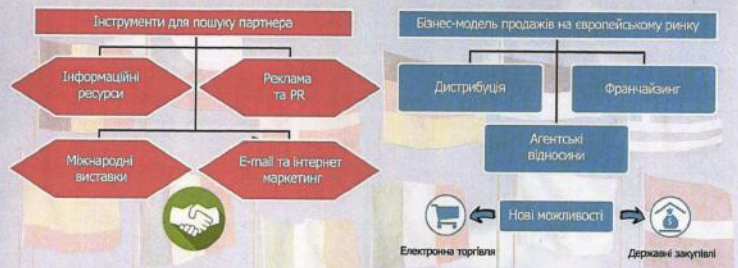 Інструменти для пошуку партнера
Інформаційні
ресурси
Реклама
та PR
Міжнародні
виставки
E-mail та інтернет
маркетинг
Бізнес-модель продажів на європейському ринку
Дистрибуція
Франчайзинг
Агентські
відносини
Нові можливості
Електронна торгівля
Державні закупівлі